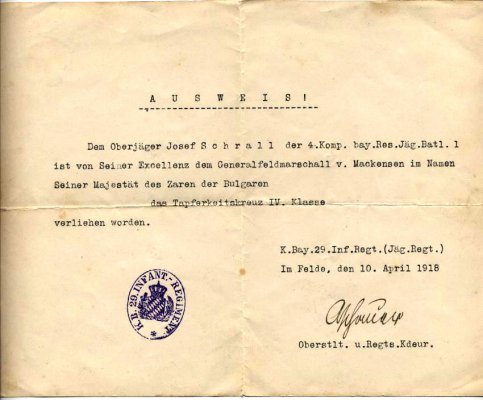 A U S W E I S !
Dem Oberjäger Josef S c h r a l l der 4.Komp. bay.Res.Jäg.Batl. 1
ist von Seiner Excellenz dem Generalfeldmarschall v. Mackensen im Namen
Seiner Majestät des Zaren der Bulgaren
das Tapferkeitskreuz IV. Klasse
verliehen worden.
K.Bay.29.Inf.Regt.(Jäg.Regt.)
Im Felde, den 10. April 1918
Oberstlt. u.Regts.Kdeur.
K. B. 29. INFANT.-REGIMENT *